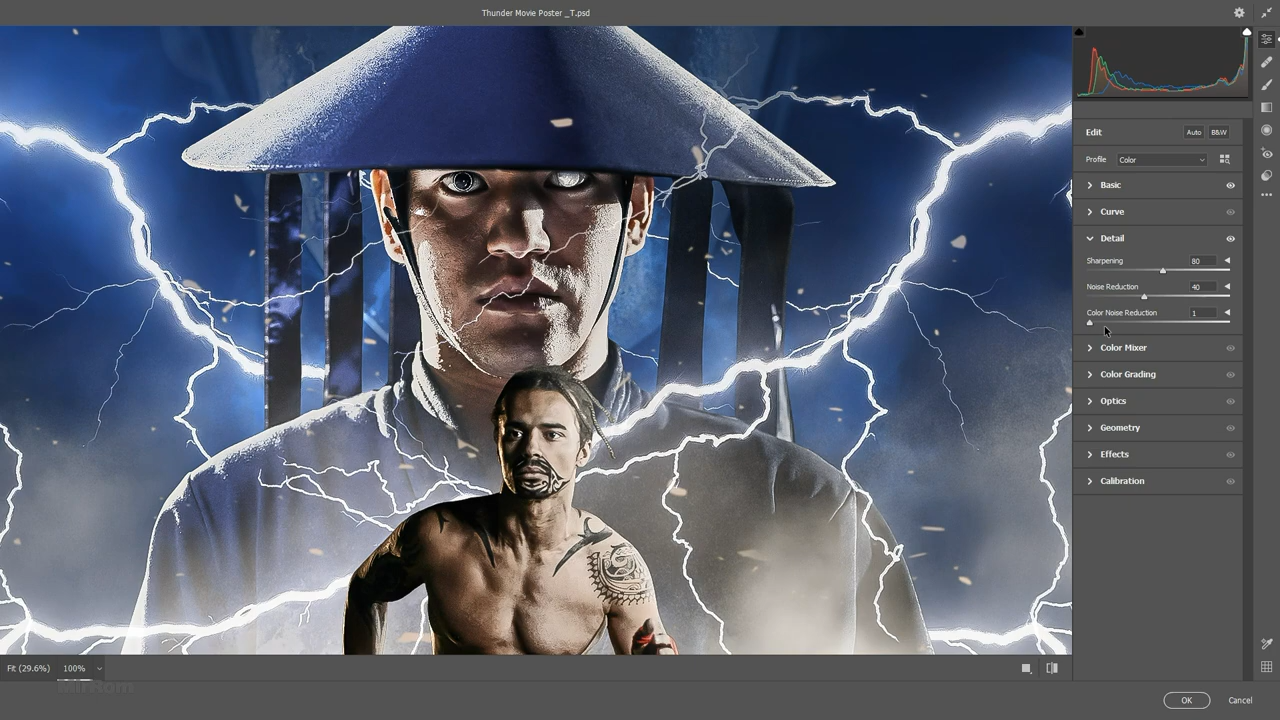 Thunder Movie Poster _T.psd
Edit
Auto
B&W
Profile
Color
Basic
Curve
Detail
Sharpening
80
Noise Reduction
40
Color Noise Reduction
1
Color Mixer
Color Grading
Optics
Geometry
Effects
Calibration
Fit (29.6%)
100%
MirRom
OK
Cancel